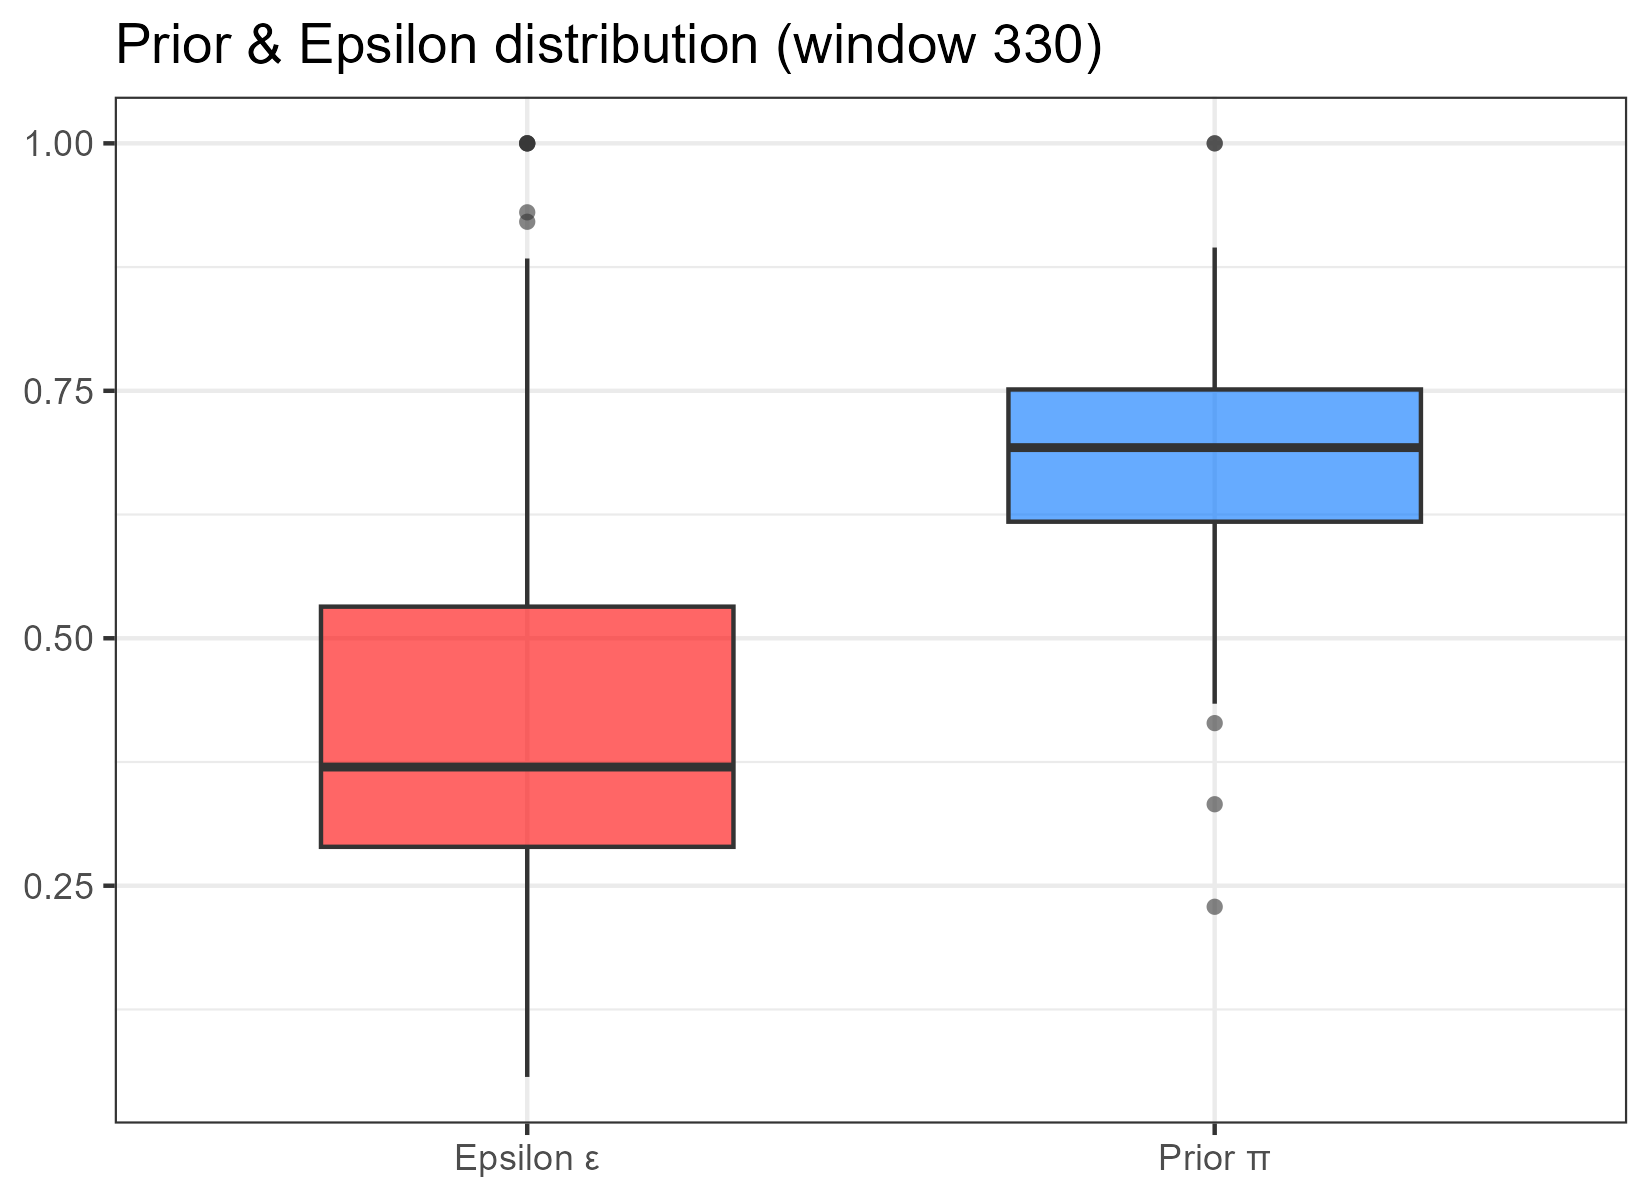 Prior & Epsilon distribution (window 330)
1.00
0.75
0.50
0.25
Epsilon ε
Prior π